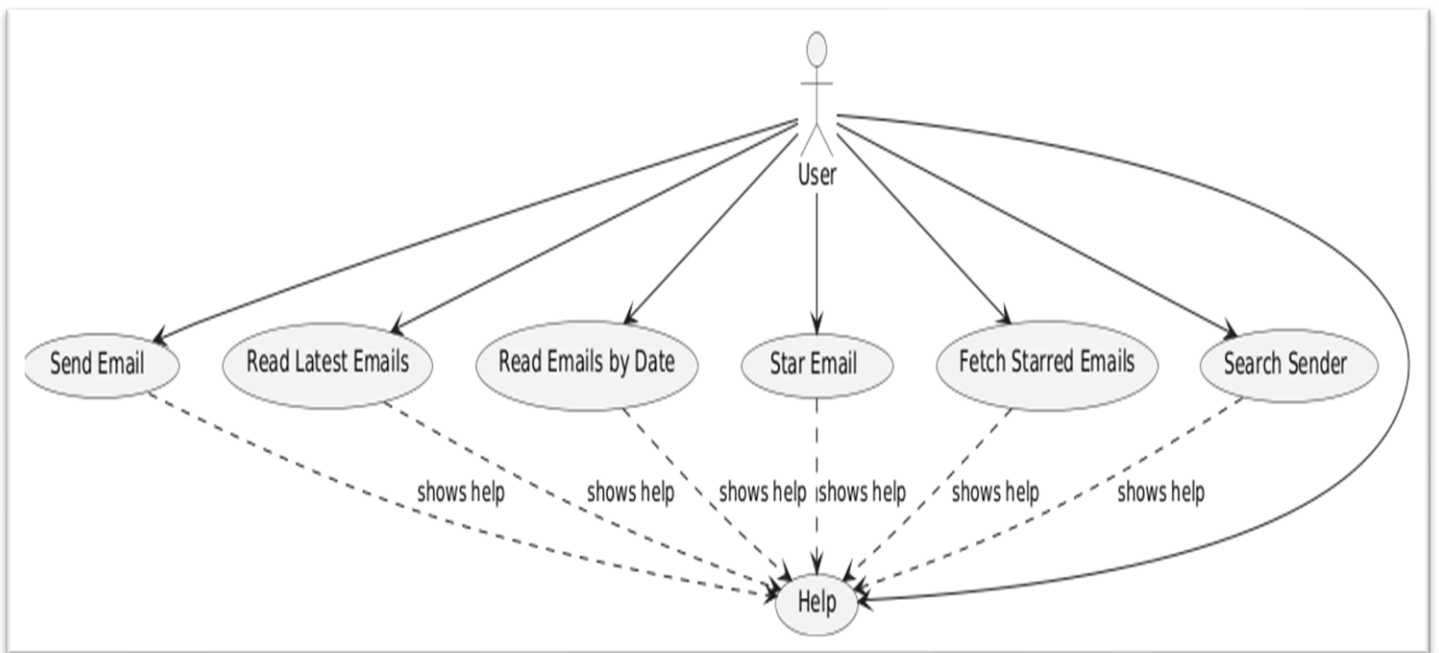 User
Send Email
Read Latest Emails
Read Emails by Date
Star Email
Fetch Starred Emails
Search Sender
shows help
shows help
shows help
shows help
shows help
shows help
Help